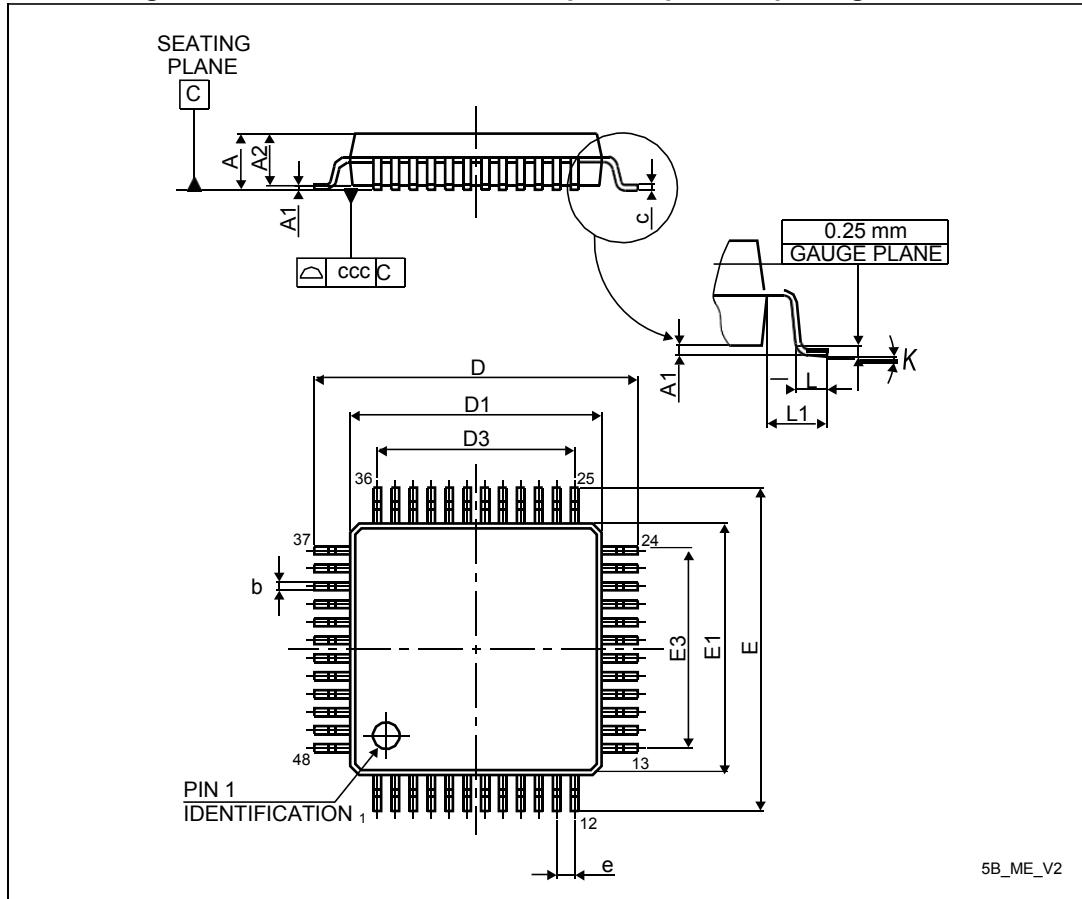 SEATING
PLANE
C
A
A2
A1
c
ccc C
0.25 mm
GAUGE PLANE
A1
L
K
L1
D
D1
D3
36
25
37
24
b
E3
E1
E
48
13
PIN 1
IDENTIFICATION 1
12
e
5B_ME_V2